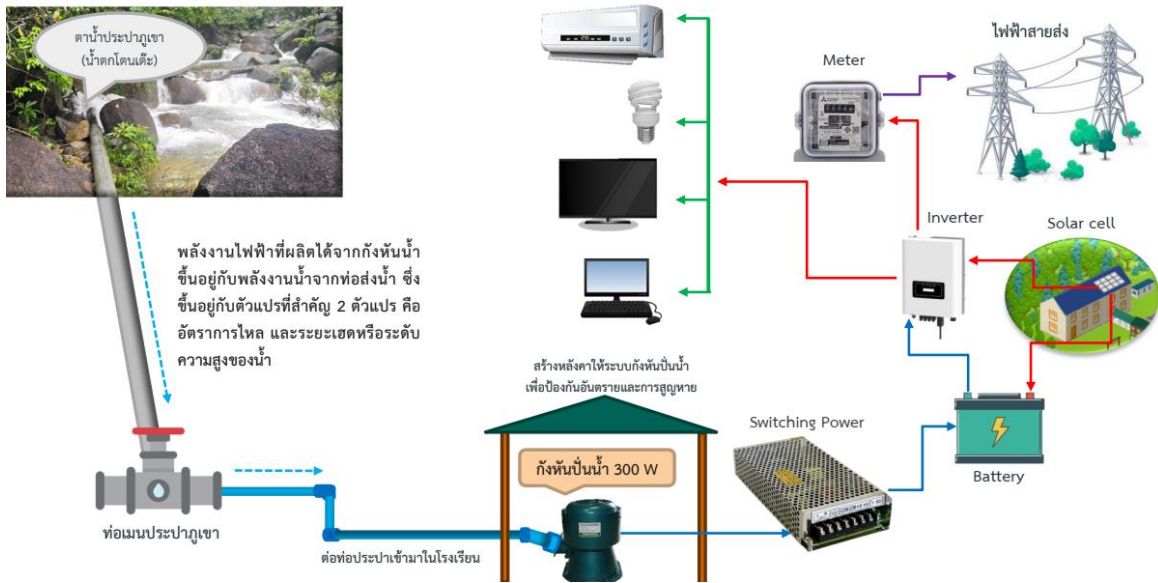 ตาน้ำประปาภูเขา
(น้ำตกโตนเต๊ะ)
Meter
ไฟฟ้าสายส่ง
Inverter
Solar cell
พลังงานไฟฟ้าที่ผลิตได้จากกังหันน้ำ
ขึ้นอยู่กับพลังงานน้ำจากท่อส่งน้ำ ซึ่ง
ขึ้นอยู่กับตัวแปรที่สำคัญ 2 ตัวแปร คือ
อัตราการไหล และระยะเฮดหรือระดับ
ความสูงของน้ำ
สร้างหลังคาให้ระบบกังหันปั่นน้ำ
เพื่อป้องกันอันตรายและการสูญหาย
Switching Power
กังหันปั่นน้ำ 300 W
Battery
ท่อเมนประปาภูเขา
ต่อท่อประปาเข้ามาในโรงเรียน